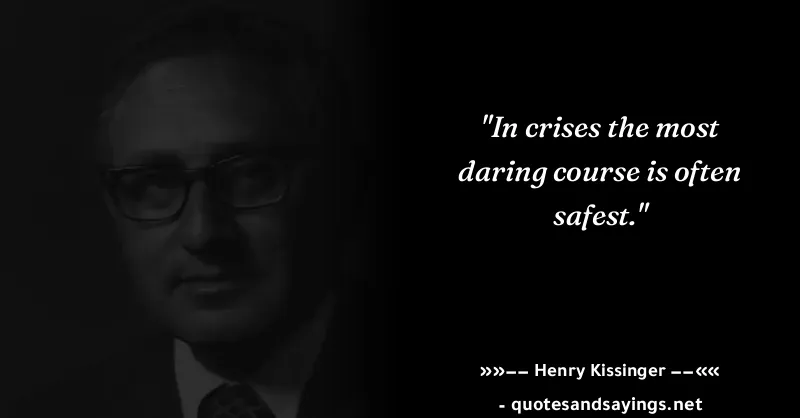 "In crises the most
daring course is often
safest."
»»–– Henry Kissinger ––««
- quotesandsayings.net